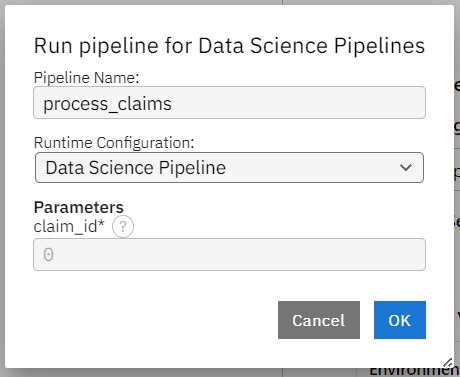 Run pipeline for Data Science Pipelines
Pipeline Name:
process_claims
Runtime Configuration:
Data Science Pipeline
Parameters
claim_id* ?
0
Cancel OK
Environmen